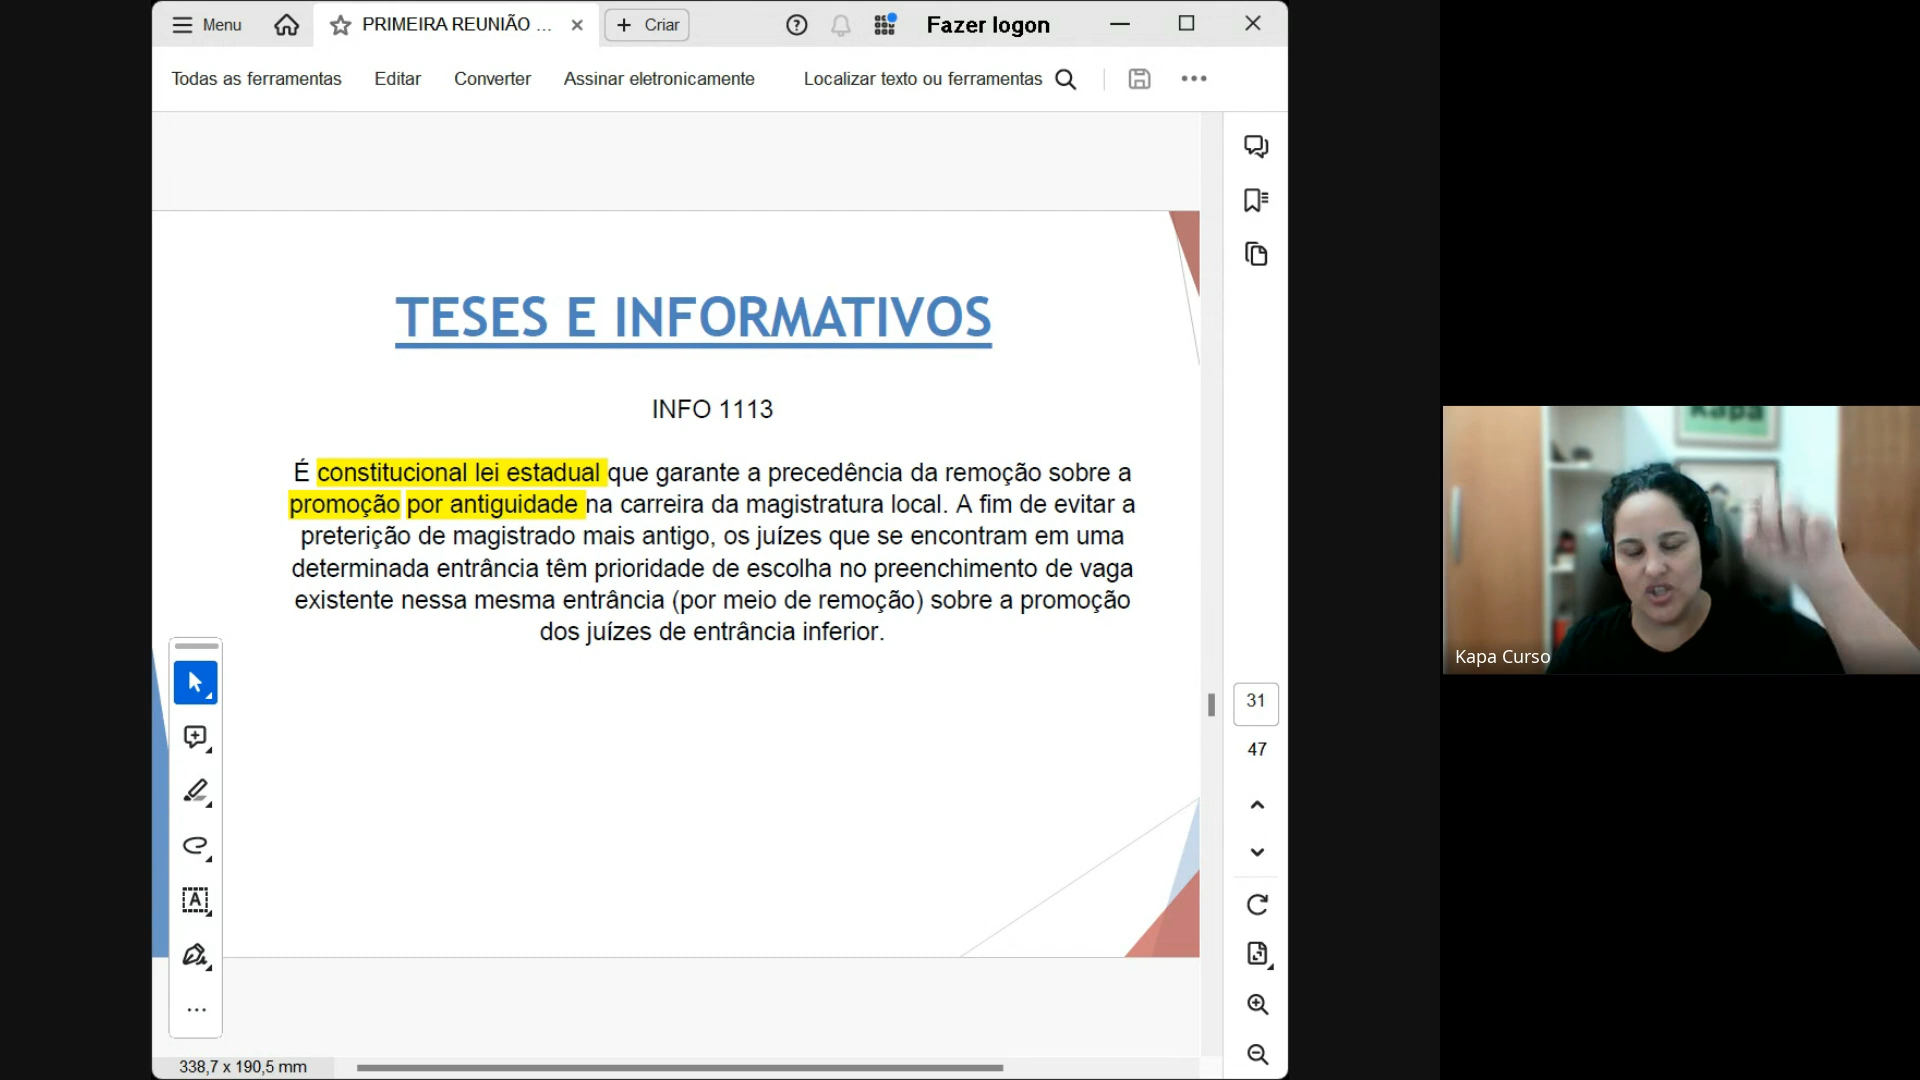 Menu
PRIMEIRA REUNIÃO ...
Criar
Fazer logon
Todas as ferramentas
Editar
Converter
Assinar eletronicamente
Localizar texto ou ferramentas
TESES E INFORMATIVOS
INFO 1113
É constitucional lei estadual que garante a precedência da remoção sobre a
promoção por antiguidade na carreira da magistratura local. A fim de evitar a
preterição de magistrado mais antigo, os juízes que se encontram em uma
determinada entrância têm prioridade de escolha no preenchimento de vaga
existente nessa mesma entrância (por meio de remoção) sobre a promoção
dos juízes de entrância inferior.
31
47
338,7 x 190,5 mm
Kapa
Kapa Curso